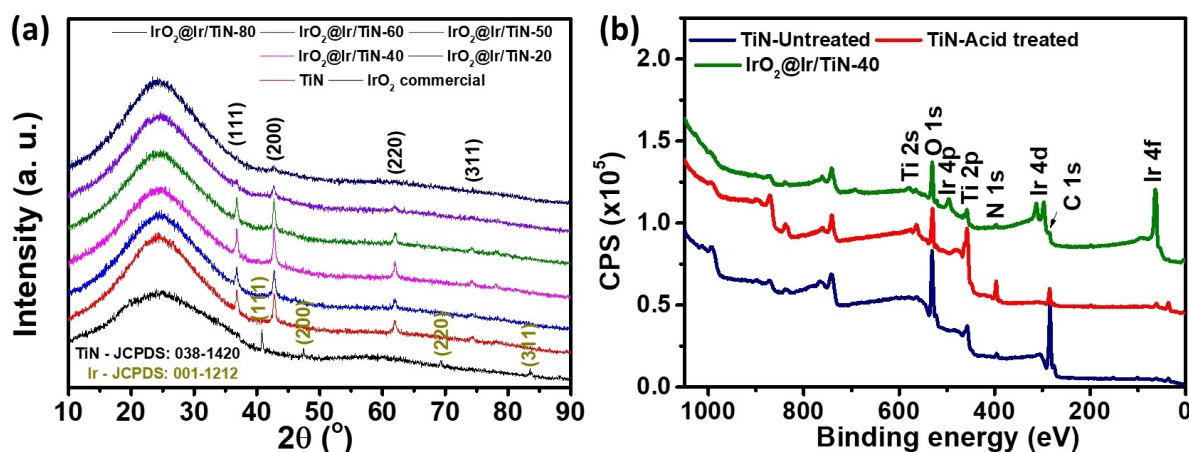 (a)
IrO₂@Ir/TiN-80
IrO₂@Ir/TiN-60
IrO₂@Ir/TiN-50
IrO₂@Ir/TiN-40
IrO₂@Ir/TiN-20
TiN
IrO₂ commercial
Intensity (a. u.)
(111)
(200)
(220)
(311)
(111)
(200)
(220)
(311)
TiN - JCPDS: 038-1420
Ir - JCPDS: 001-1212
10 20 30 40 50 60 70 80 90
2θ (°)
(b)
TiN-Untreated
TiN-Acid treated
IrO₂@Ir/TiN-40
CPS (x10⁵)
2.0
1.5
1.0
0.5
0.0
Ti 2s
O 1s
Ir 4p
Ti 2p
N 1s
Ir 4d
C 1s
Ir 4f
1000 800 600 400 200 0
Binding energy (eV)